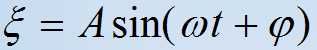 ξ = A sin(ωt + φ)